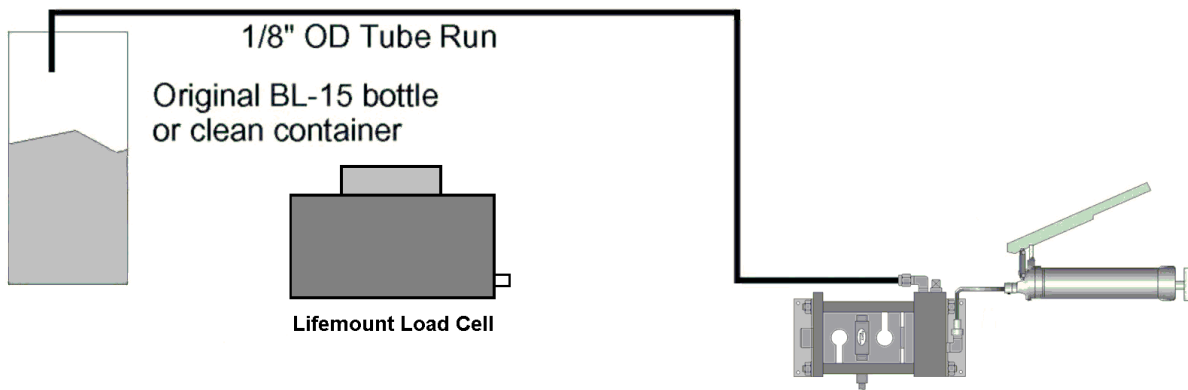 1/8" OD Tube Run
Original BL-15 bottle
or clean container
Lifemount Load Cell